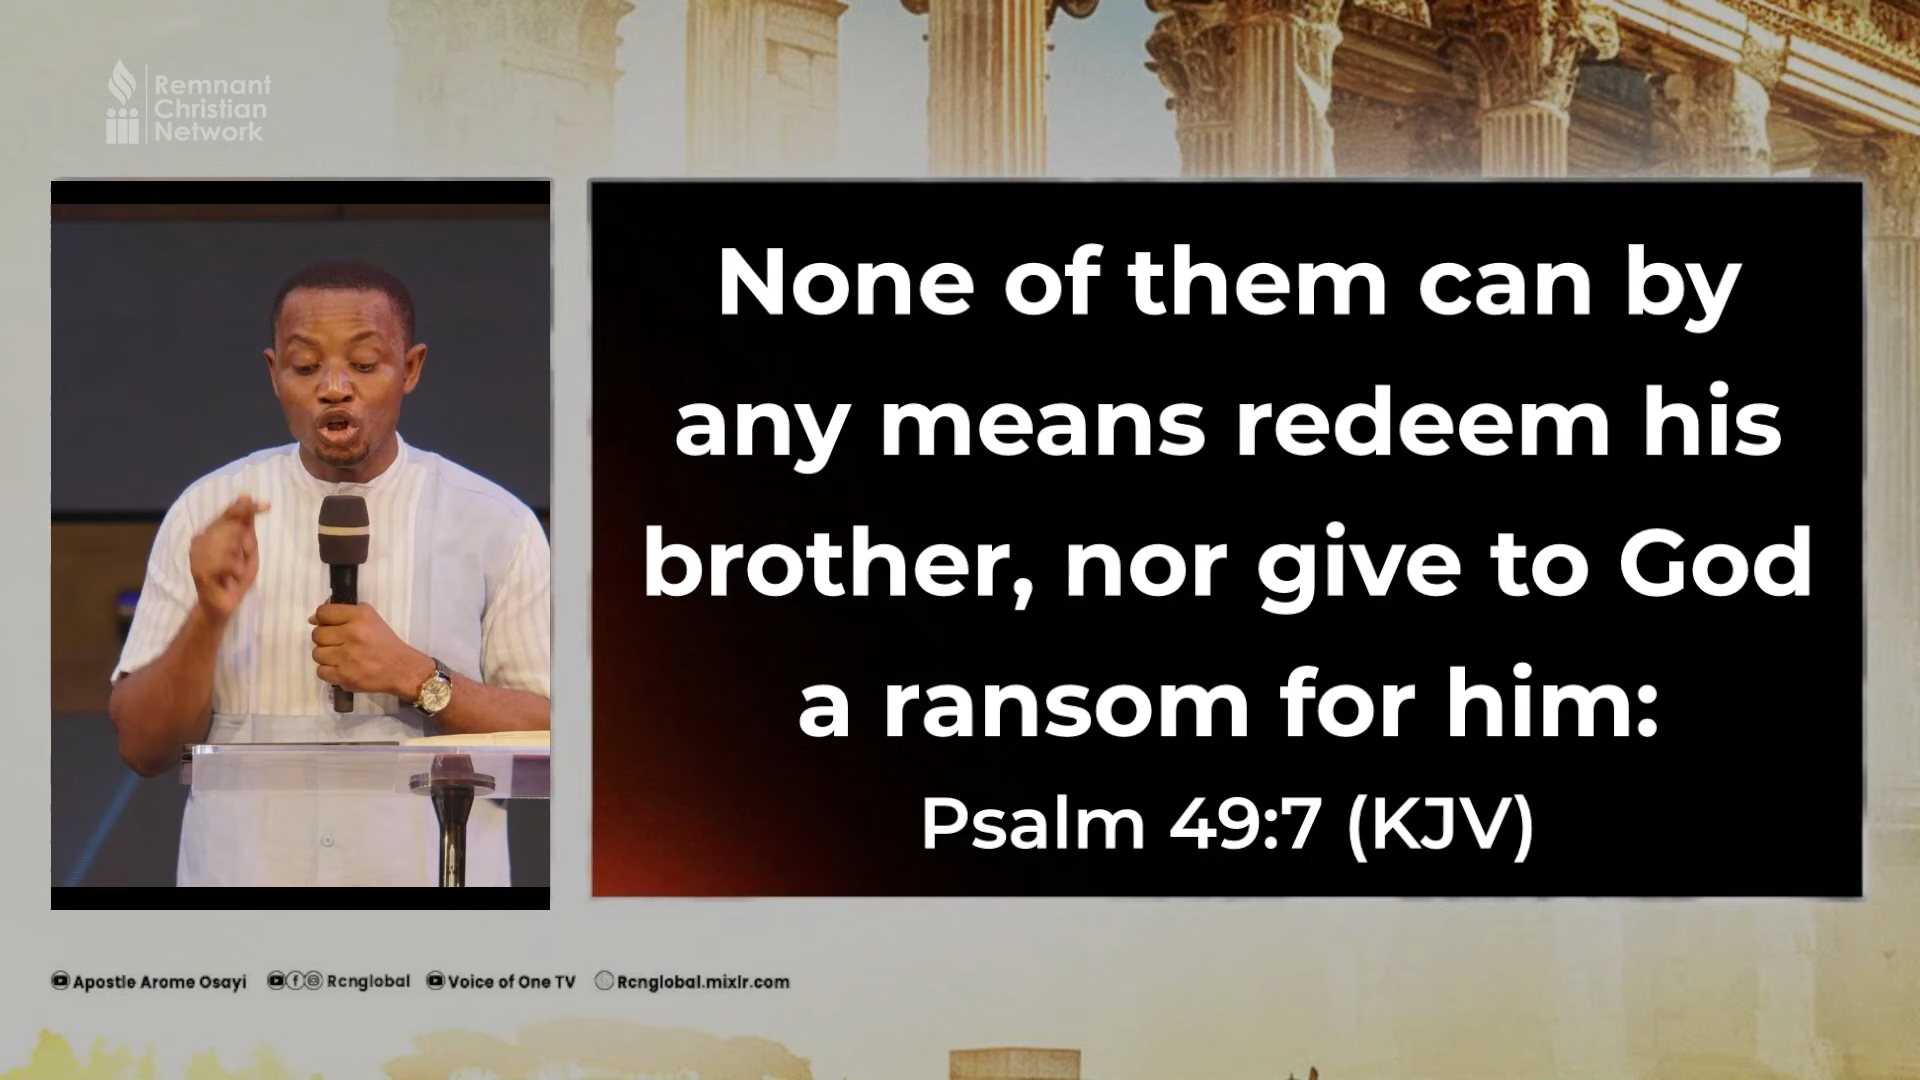 Remnant
Christian
Network
None of them can by
any means redeem his
brother, nor give to God
a ransom for him:
Psalm 49:7 (KJV)
Apostle Arome Osayi Rcnglobal Voice of One TV Rcnglobal.mixlr.com